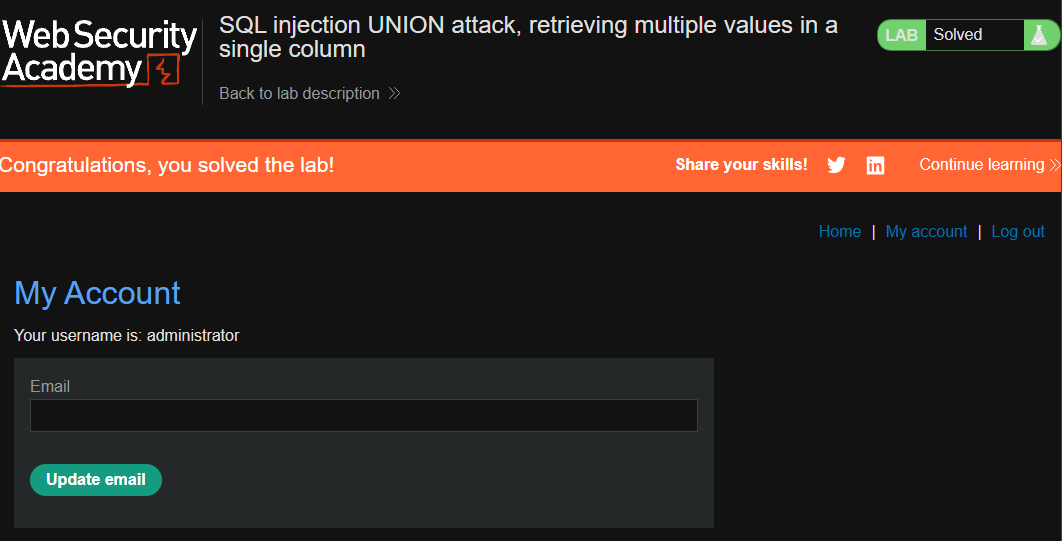 Web Security
Academy
SQL injection UNION attack, retrieving multiple values in a
single column
Back to lab description
LAB Solved
Congratulations, you solved the lab!
Share your skills!
Continue learning
Home | My account | Log out
My Account
Your username is: administrator
Email
Update email